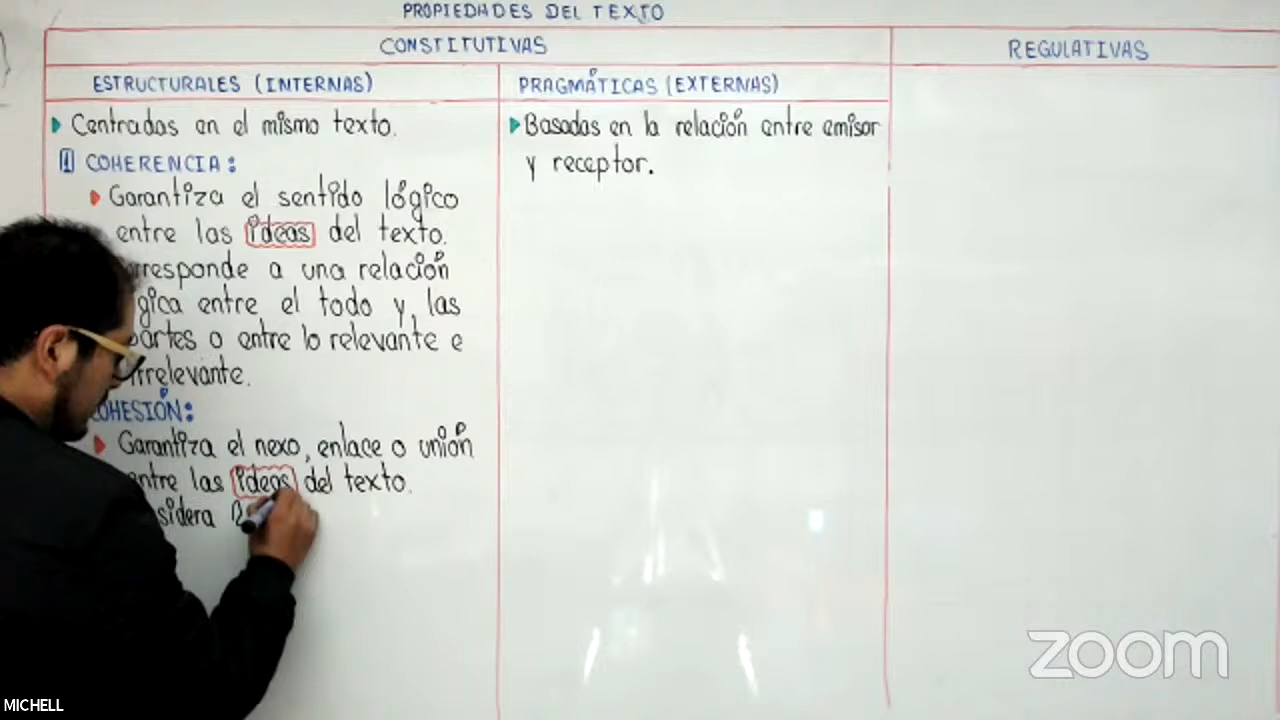 PROPIEDADES DEL TEXTO
CONSTITUTIVAS
REGULATIVAS
ESTRUCTURALES (INTERNAS)
PRAGMÁTICAS (EXTERNAS)
Centradas en el mismo texto.
1 COHERENCIA:
Garantiza el sentido lógico
entre las ideas del texto.
rresponde a una relación
gica entre el todo y las
partes o entre lo relevante e
irrelevante.
COHESIÓN:
Garantiza el nexo, enlace o unión
entre las ideas del texto.
sidera
Basadas en la relación entre emisor
y receptor.
zoom
MICHELL